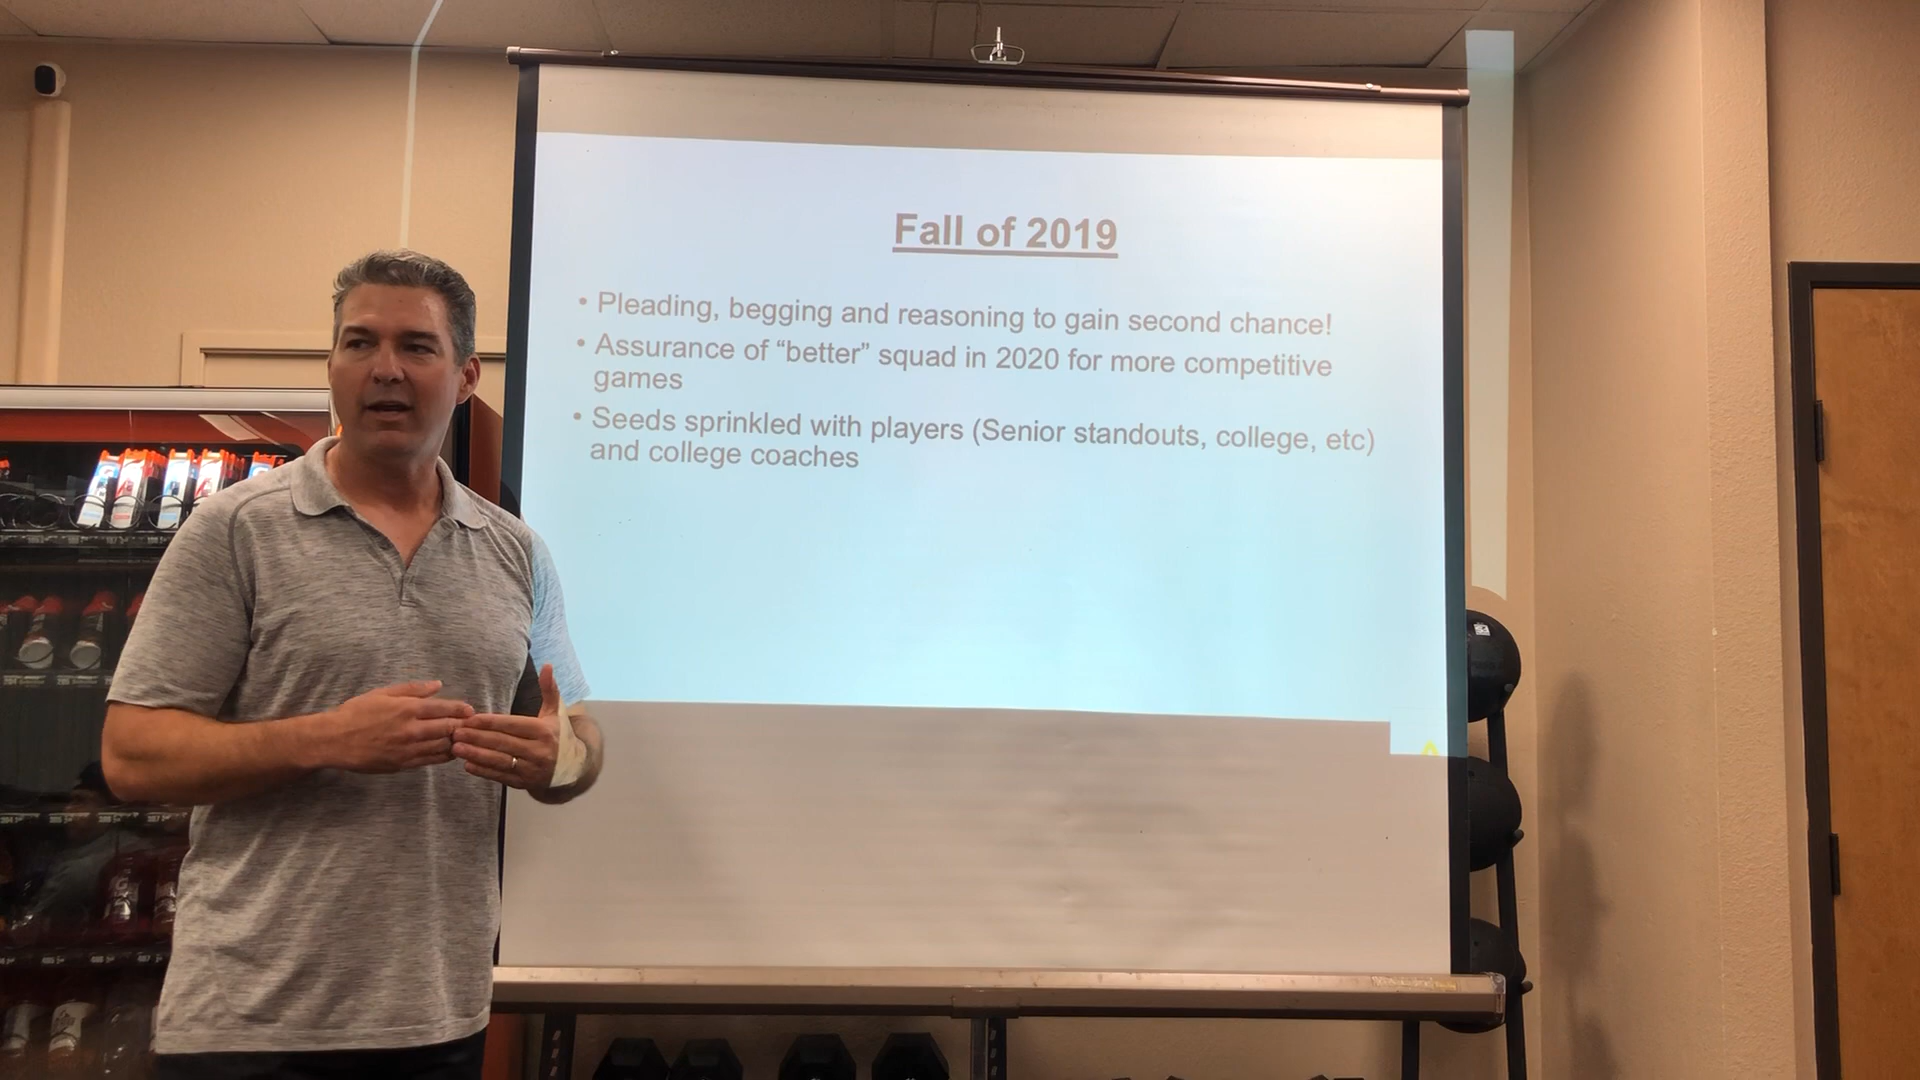 Fall of 2019
• Pleading, begging and reasoning to gain second chance!
• Assurance of “better” squad in 2020 for more competitive
games
• Seeds sprinkled with players (Senior standouts, college, etc)
and college coaches